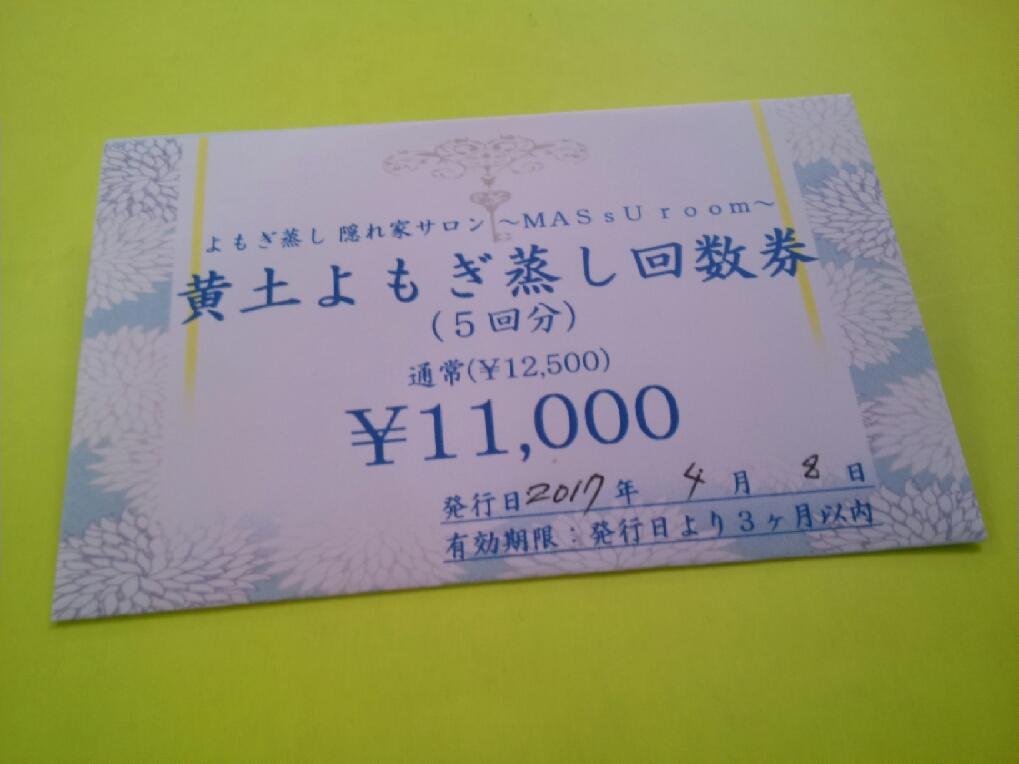 よもぎ蒸し 隠れ家サロン ～MASsU room～
黄土よもぎ蒸し回数券
(5回分)
通常(¥12,500)
¥11,000
発行日2017年 4月 8日
有効期限：発行日より3ヶ月以内